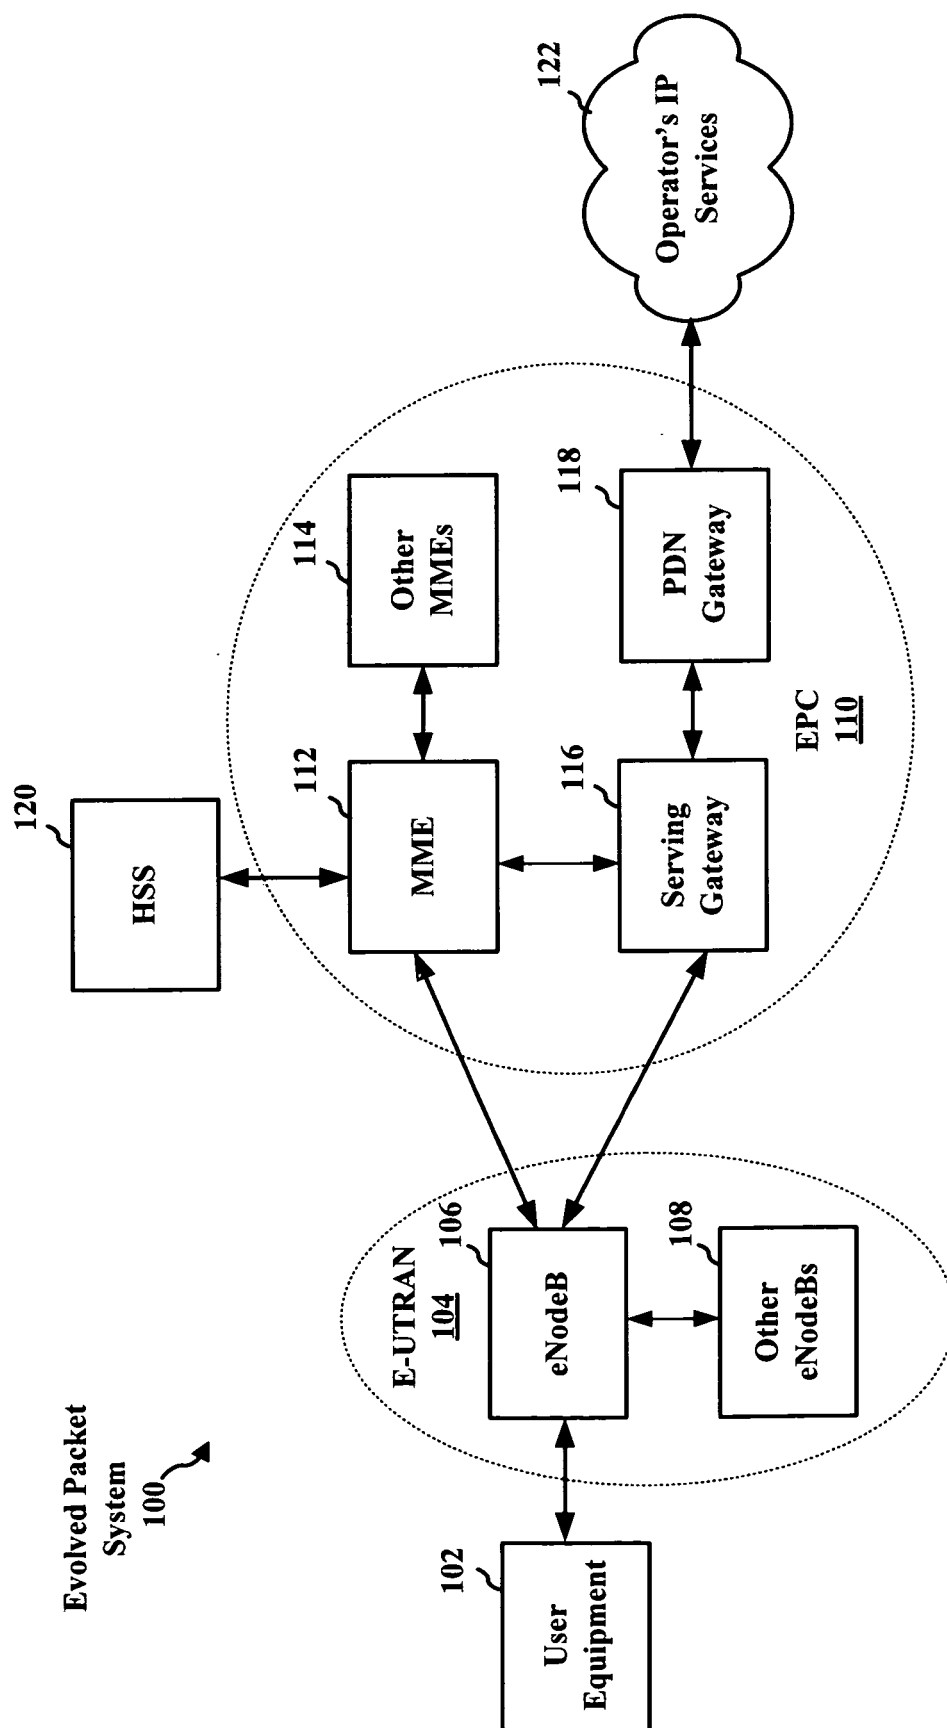 Evolved Packet
System
100
120
HSS
E-UTRAN
104
102
User
Equipment
106
eNodeB
108
Other
eNodeBs
112
MME
114
Other
MMEs
116
Serving
Gateway
118
PDN
Gateway
EPC
110
122
Operator's IP
Services